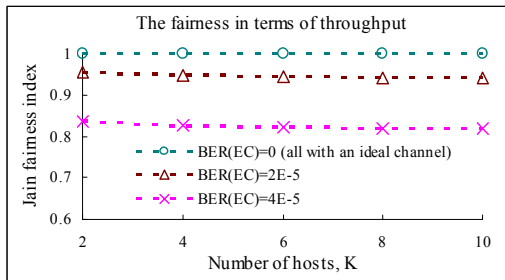 The fairness in terms of throughput
Jain fairness index
1
0.9
0.8
0.7
0.6
BER(EC)=0 (all with an ideal channel)
BER(EC)=2E-5
BER(EC)=4E-5
2 4 6 8 10
Number of hosts, K